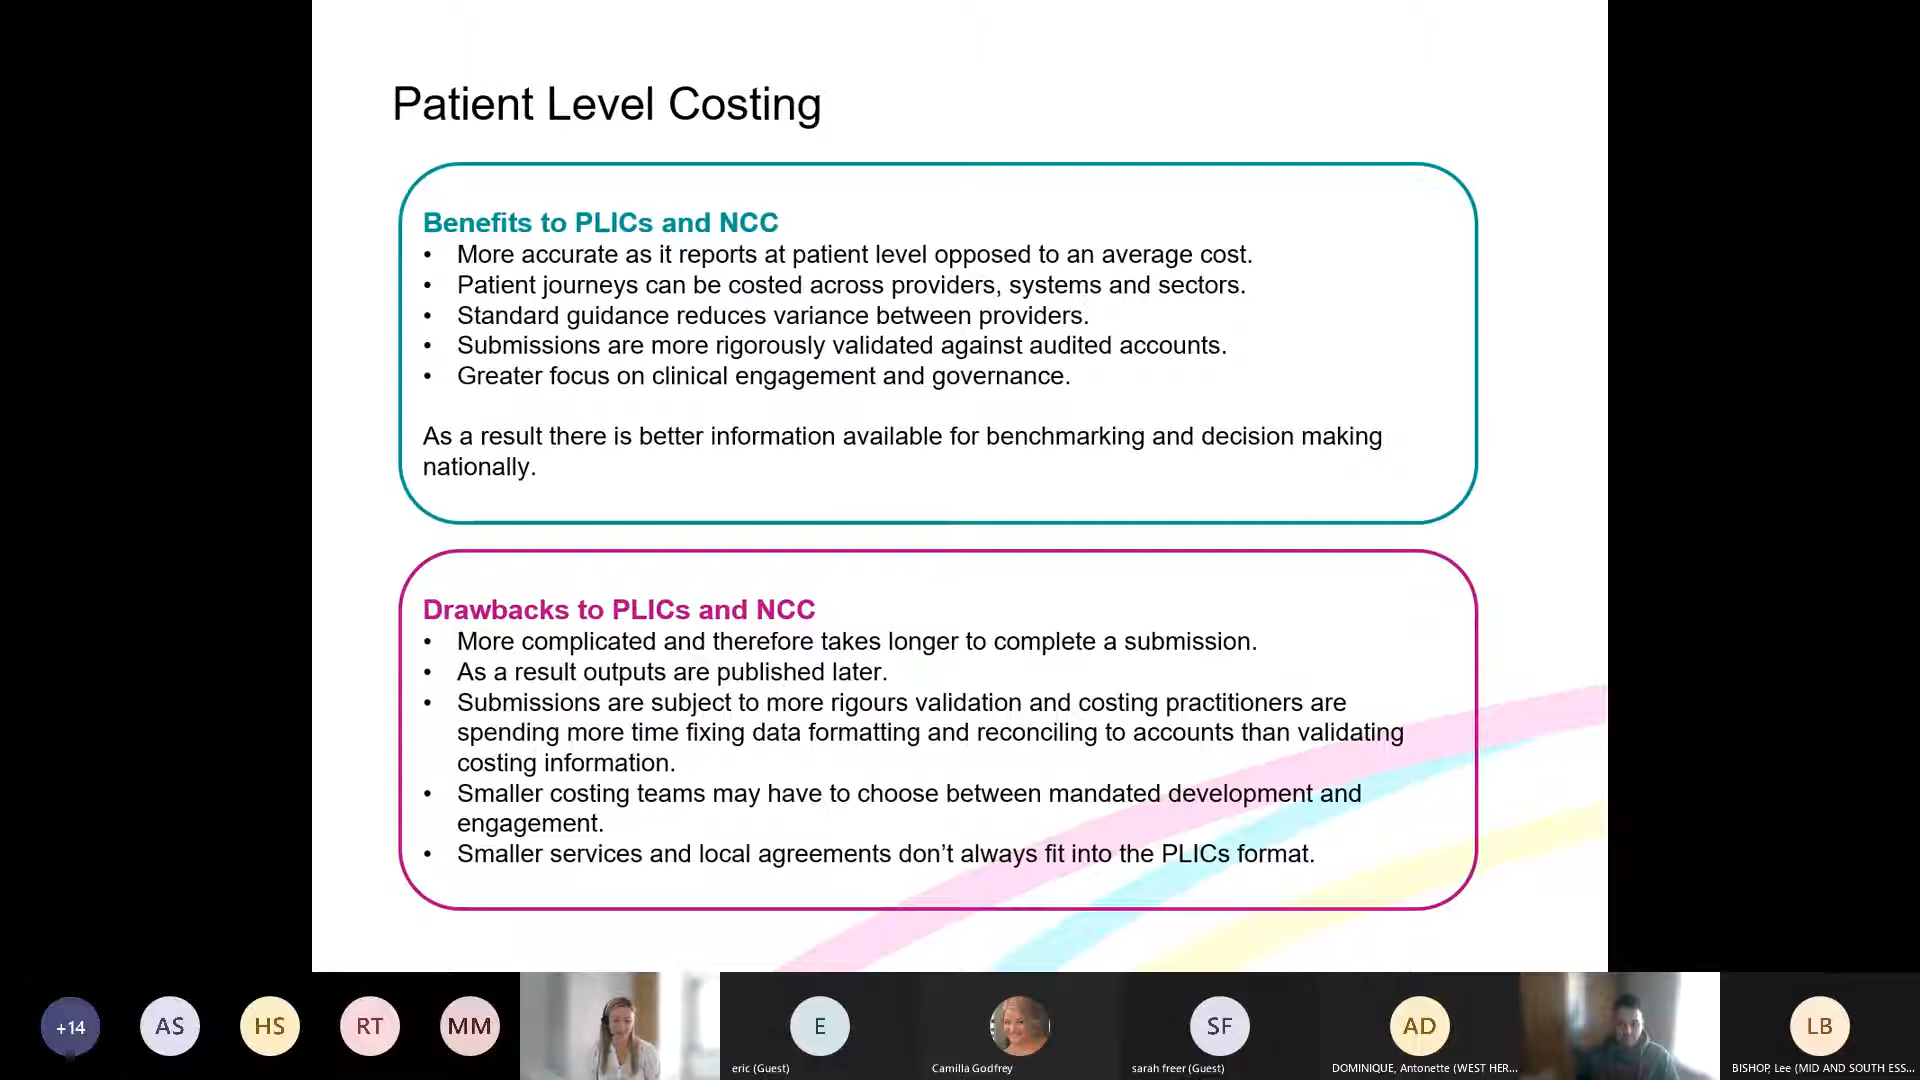 Patient Level Costing
Benefits to PLICs and NCC
• More accurate as it reports at patient level opposed to an average cost.
• Patient journeys can be costed across providers, systems and sectors.
• Standard guidance reduces variance between providers.
• Submissions are more rigorously validated against audited accounts.
• Greater focus on clinical engagement and governance.
As a result there is better information available for benchmarking and decision making
nationally.
Drawbacks to PLICs and NCC
• More complicated and therefore takes longer to complete a submission.
• As a result outputs are published later.
• Submissions are subject to more rigours validation and costing practitioners are
spending more time fixing data formatting and reconciling to accounts than validating
costing information.
• Smaller costing teams may have to choose between mandated development and
engagement.
• Smaller services and local agreements don’t always fit into the PLICs format.
+14
AS
HS
RT
MM
E
SF
AD
LB
eric (Guest)
Camilla Godfrey
sarah freer (Guest)
DOMINIQUE, Antonette (WEST HER...
BISHOP, Lee (MID AND SOUTH ESS...